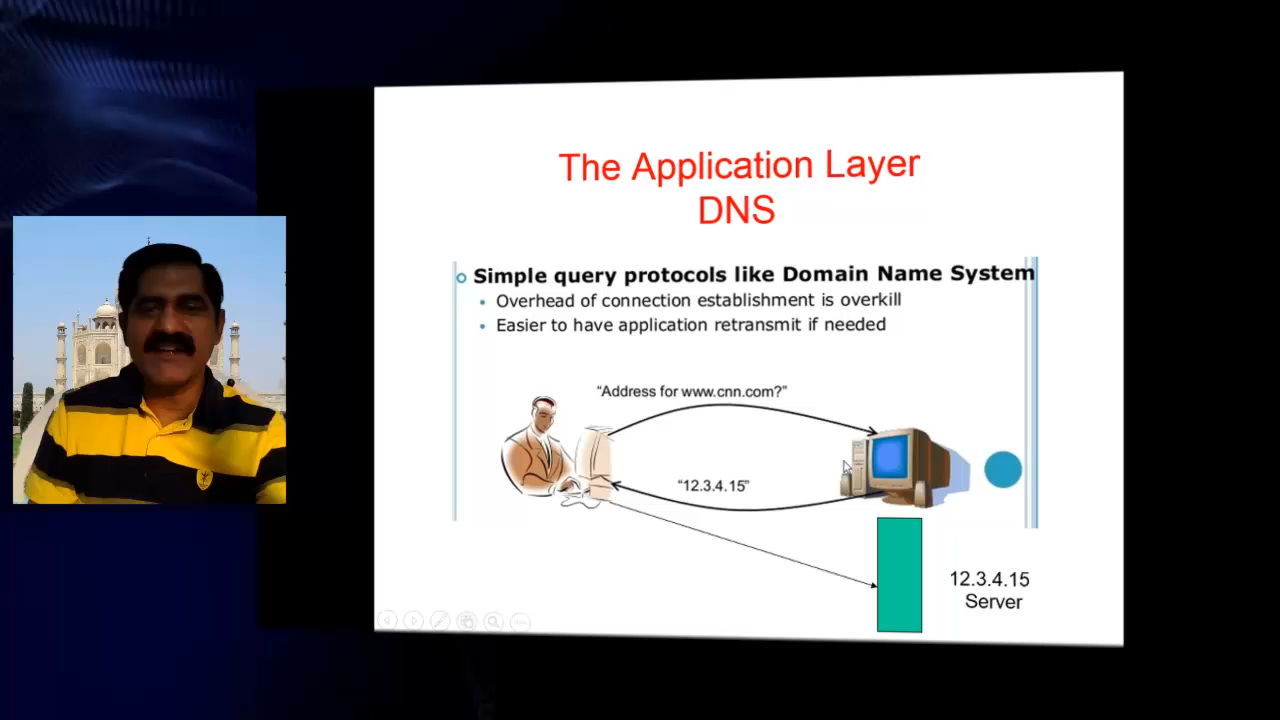 The Application Layer
DNS
Simple query protocols like Domain Name System
Overhead of connection establishment is overkill
Easier to have application retransmit if needed
“Address for www.cnn.com?”
“12.3.4.15”
12.3.4.15
Server